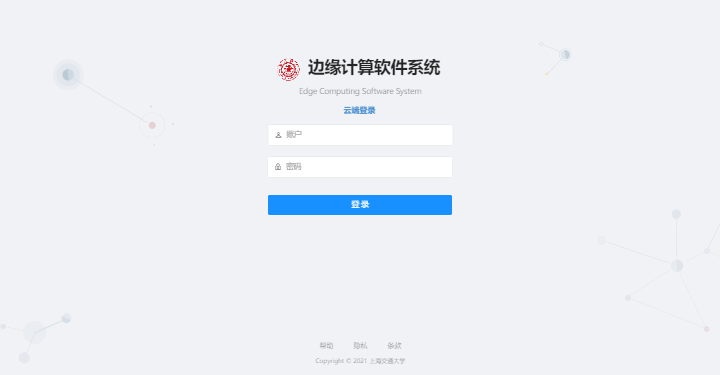 边缘计算软件系统
Edge Computing Software System
云端登录
账户
密码
登录
帮助 隐私 条款
Copyright © 2021 上海交通大学